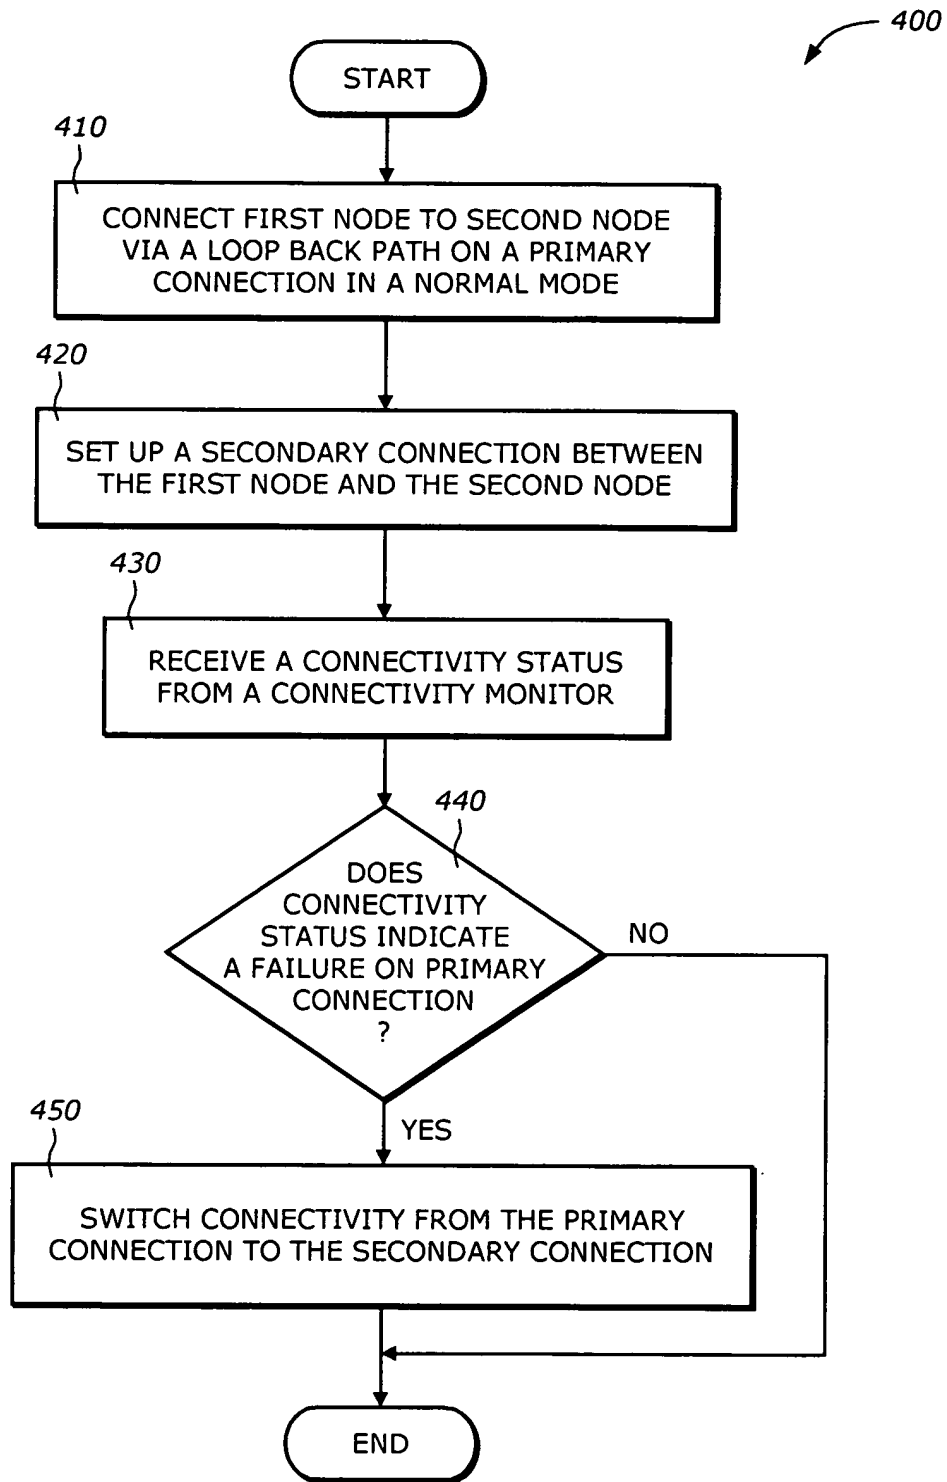 400
START
410
CONNECT FIRST NODE TO SECOND NODE
VIA A LOOP BACK PATH ON A PRIMARY
CONNECTION IN A NORMAL MODE
420
SET UP A SECONDARY CONNECTION BETWEEN
THE FIRST NODE AND THE SECOND NODE
430
RECEIVE A CONNECTIVITY STATUS
FROM A CONNECTIVITY MONITOR
440
DOES
CONNECTIVITY
STATUS INDICATE
A FAILURE ON PRIMARY
CONNECTION
?
NO
YES
450
SWITCH CONNECTIVITY FROM THE PRIMARY
CONNECTION TO THE SECONDARY CONNECTION
END